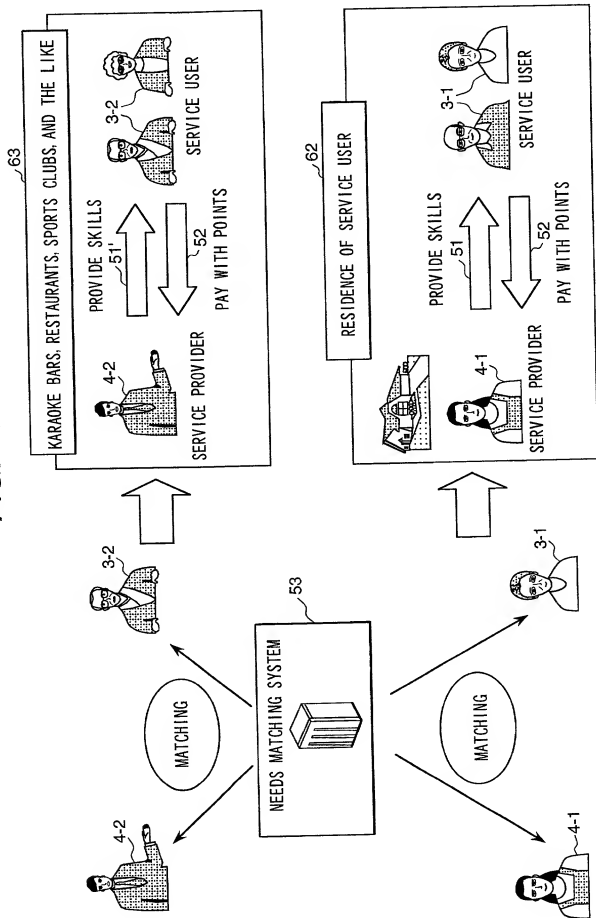 63
KARAOKE BARS, RESTAURANTS, SPORTS CLUBS, AND THE LIKE
4-2
SERVICE PROVIDER
PROVIDE SKILLS
51'
52
PAY WITH POINTS
3-2
SERVICE USER
4-2
MATCHING
3-2
53
NEEDS MATCHING SYSTEM
MATCHING
4-1
3-1
62
RESIDENCE OF SERVICE USER
4-1
SERVICE PROVIDER
PROVIDE SKILLS
51
52
PAY WITH POINTS
3-1
SERVICE USER